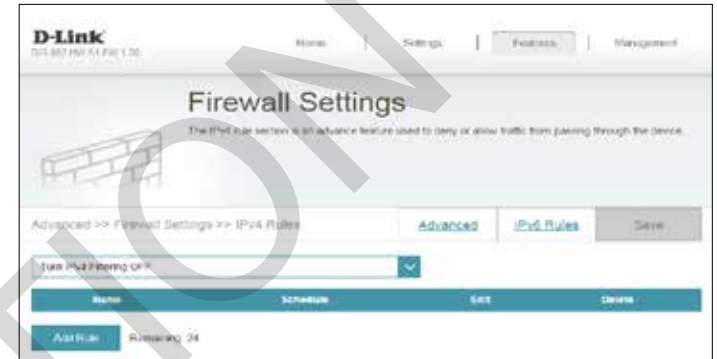 D-Link
Home
Settings
Features
Management
Firewall Settings
The IPv4 rule section is an advance feature used to deny or allow traffic from passing through the device.
Advanced >> Firewall Settings >> IPv4 Rules
Advanced
IPv6 Rules
Save
Turn IPv4 Filtering OFF
Name
Schedule
Edit
Delete
Add Rule
Remaining: 24